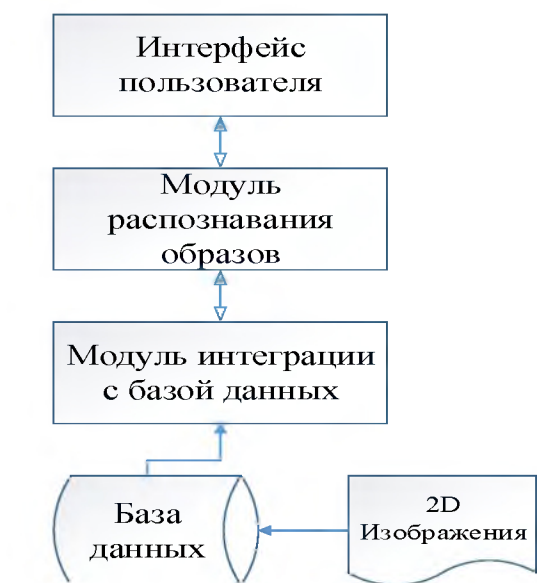 Интерфейс
пользователя
Модуль
распознавания
образов
Модуль интеграции
с базой данных
База
данных
2D
Изображения